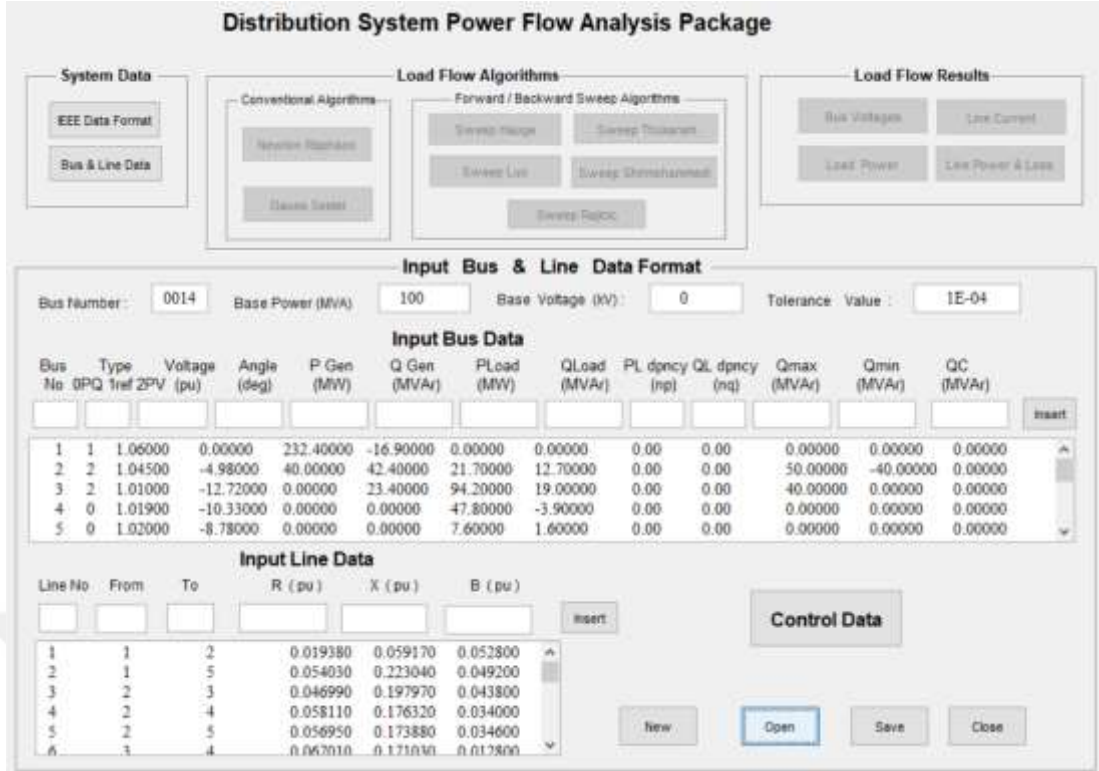 Distribution System Power Flow Analysis Package
System Data
IEEE Data Format
Bus & Line Data
Load Flow Algorithms
Conventional Algorithms
Newton Raphson
Gauss Seidel
Forward / Backward Sweep Algorithms
Sweep Hauge
Sweep Thukaram
Sweep Luo
Sweep Shirmohammedi
Sweep Rajicic
Load Flow Results
Bus Voltages
Line Current
Load Power
Line Power & Loss
Input Bus & Line Data Format
Bus Number : 0014 Base Power (MVA) 100 Base Voltage (kV) : 0 Tolerance Value : 1E-04
Input Bus Data
Bus Type Voltage Angle P Gen Q Gen PLoad QLoad PL dpncy QL dpncy Qmax Qmin QC
No 0PQ 1ref 2PV (pu) (deg) (MW) (MVAr) (MW) (MVAr) (np) (nq) (MVAr) (MVAr) (MVAr)
Insert
1 1 1.06000 0.00000 232.40000 -16.90000 0.00000 0.00000 0.00 0.00 0.00000 0.00000 0.00000
2 2 1.04500 -4.98000 40.00000 42.40000 21.70000 12.70000 0.00 0.00 50.00000 -40.00000 0.00000
3 2 1.01000 -12.72000 0.00000 23.40000 94.20000 19.00000 0.00 0.00 40.00000 0.00000 0.00000
4 0 1.01900 -10.33000 0.00000 0.00000 47.80000 -3.90000 0.00 0.00 0.00000 0.00000 0.00000
5 0 1.02000 -8.78000 0.00000 0.00000 7.60000 1.60000 0.00 0.00 0.00000 0.00000 0.00000
Input Line Data
Line No From To R ( pu ) X ( pu ) B ( pu )
Insert
1 1 2 0.019380 0.059170 0.052800
2 1 5 0.054030 0.223040 0.049200
3 2 3 0.046990 0.197970 0.043800
4 2 4 0.058110 0.176320 0.034000
5 2 5 0.056950 0.173880 0.034600
6 3 4 0.067010 0.171030 0.012800
Control Data
New
Open
Save
Close